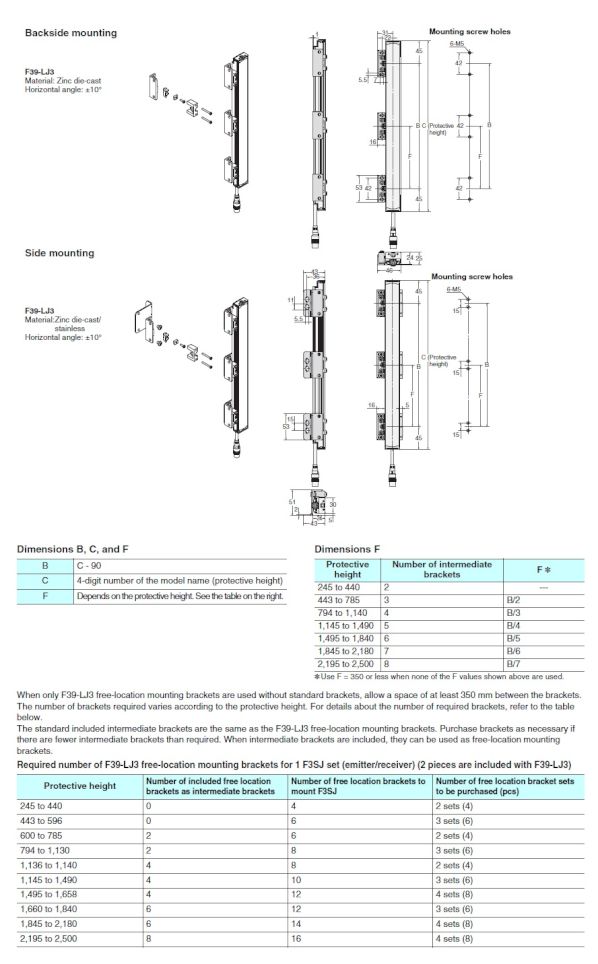 Backside mounting
Mounting screw holes
F39-LJ3
Material: Zinc die-cast
Horizontal angle: ±10°
1
31
22
45
6-M5
42
5.5
7
B
C (Protective
height)
42
B
16
F
F
53
42
45
42
Side mounting
24
25
46
Mounting screw holes
F39-LJ3
Material:Zinc die-cast/
stainless
Horizontal angle: ±10°
43
45
6-M5
11
15
5.5
C (Protective
height)
B
15
B
F
F
16
5
15
53
45
15
51
30
2
43
Dimensions B, C, and F
B C - 90
C 4-digit number of the model name (protective height)
F Depends on the protective height. See the table on the right.
Dimensions F
Protective height Number of intermediate brackets F *
245 to 440 2 ---
443 to 785 3 B/2
794 to 1,140 4 B/3
1,145 to 1,490 5 B/4
1,495 to 1,840 6 B/5
1,845 to 2,180 7 B/6
2,195 to 2,500 8 B/7
* Use F = 350 or less when none of the F values shown above are used.
When only F39-LJ3 free-location mounting brackets are used without standard brackets, allow a space of at least 350 mm between the brackets.
The number of brackets required varies according to the protective height. For details about the number of required brackets, refer to the table
below.
The standard included intermediate brackets are the same as the F39-LJ3 free-location mounting brackets. Purchase brackets as necessary if
there are fewer intermediate brackets than required. When intermediate brackets are included, they can be used as free-location mounting
brackets.
Required number of F39-LJ3 free-location mounting brackets for 1 F3SJ set (emitter/receiver) (2 pieces are included with F39-LJ3)
Protective height Number of included free location brackets as intermediate brackets Number of free location brackets to mount F3SJ Number of free location bracket sets to be purchased (pcs)
245 to 440 0 4 2 sets (4)
443 to 596 0 6 3 sets (6)
600 to 785 2 6 2 sets (4)
794 to 1,130 2 8 3 sets (6)
1,136 to 1,140 4 8 2 sets (4)
1,145 to 1,490 4 10 3 sets (6)
1,495 to 1,658 4 12 4 sets (8)
1,660 to 1,840 6 12 3 sets (6)
1,845 to 2,180 6 14 4 sets (8)
2,195 to 2,500 8 16 4 sets (8)